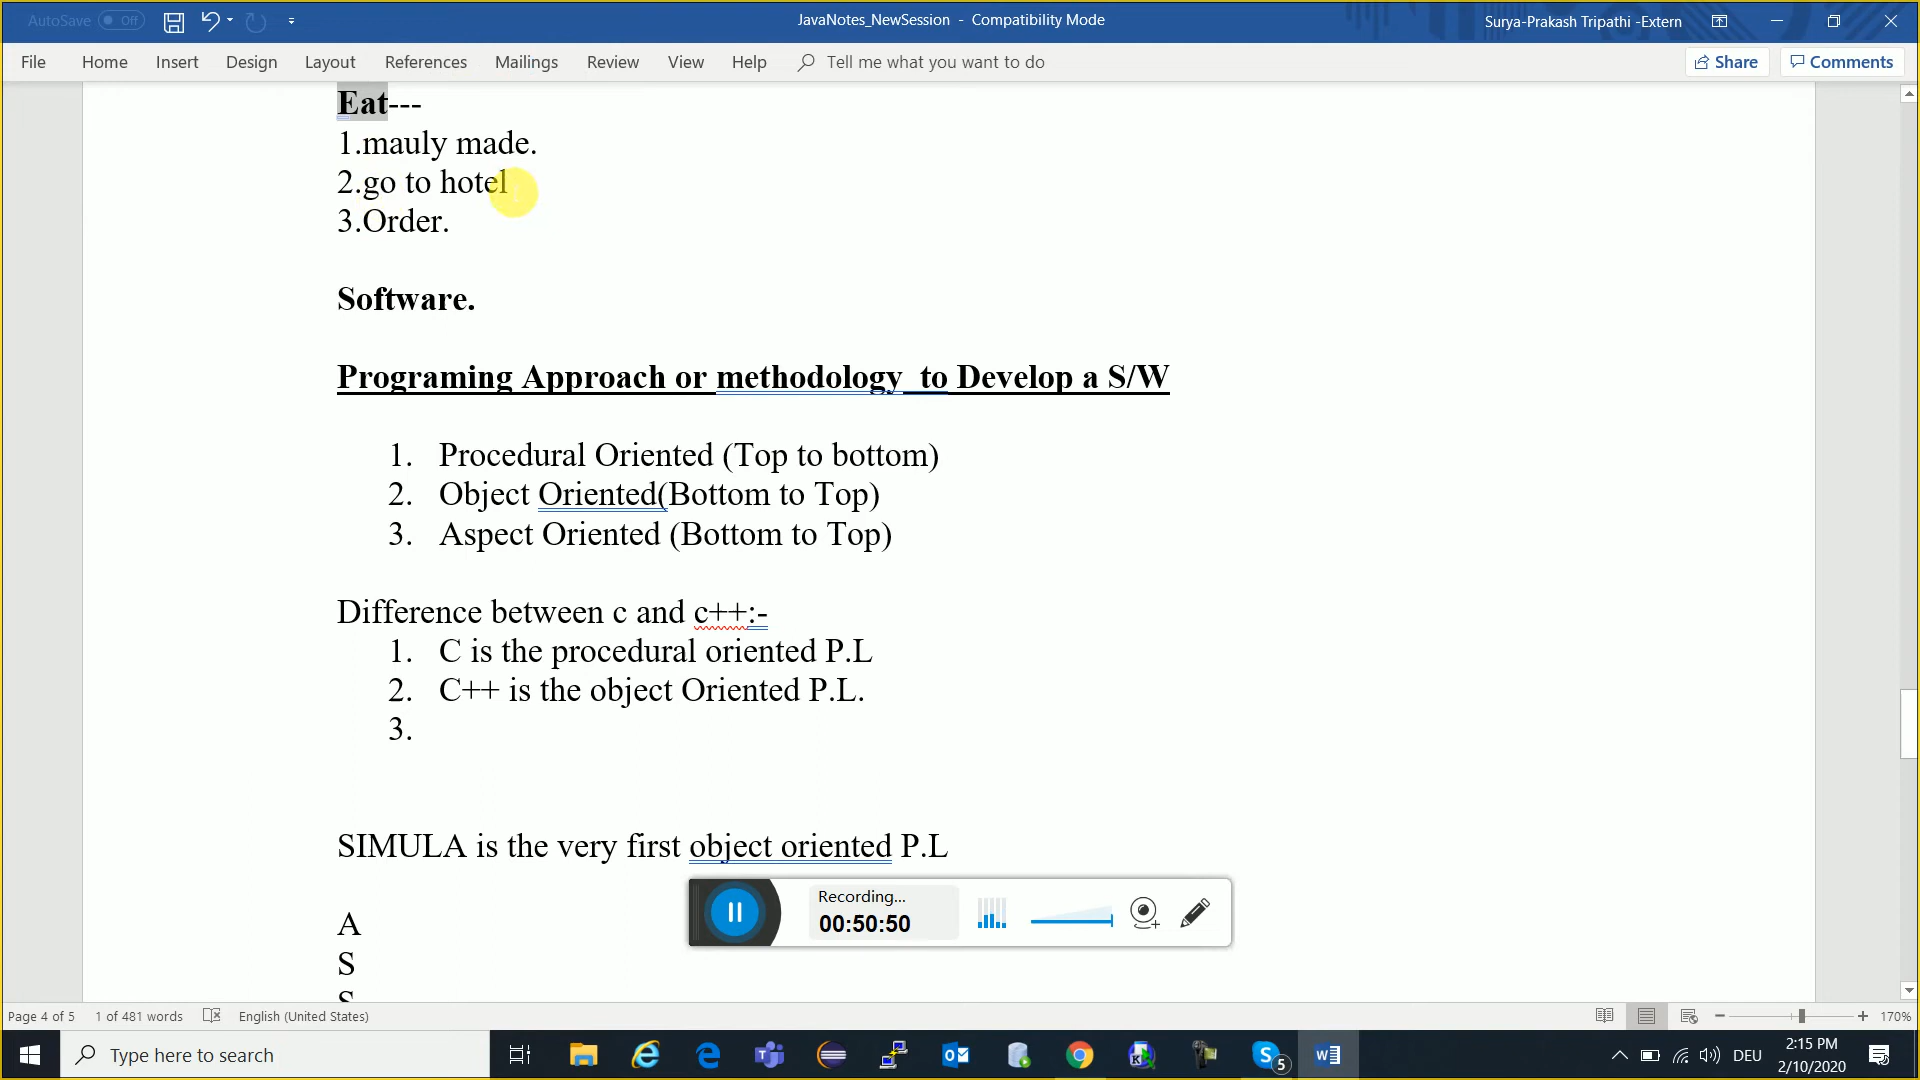 AutoSave Off
JavaNotes_NewSession - Compatibility Mode
Surya-Prakash Tripathi -Extern
File Home Insert Design Layout References Mailings Review View Help Tell me what you want to do Share Comments
Eat---
1.mauly made.
2.go to hotel
3.Order.
Software.
Programing Approach or methodology to Develop a S/W
1. Procedural Oriented (Top to bottom)
2. Object Oriented(Bottom to Top)
3. Aspect Oriented (Bottom to Top)
Difference between c and c++:-
1. C is the procedural oriented P.L
2. C++ is the object Oriented P.L.
3.
SIMULA is the very first object oriented P.L
Recording...
00:50:50
A
S
S
Page 4 of 5 1 of 481 words English (United States) 170%
Type here to search
5
DEU
2:15 PM
2/10/2020